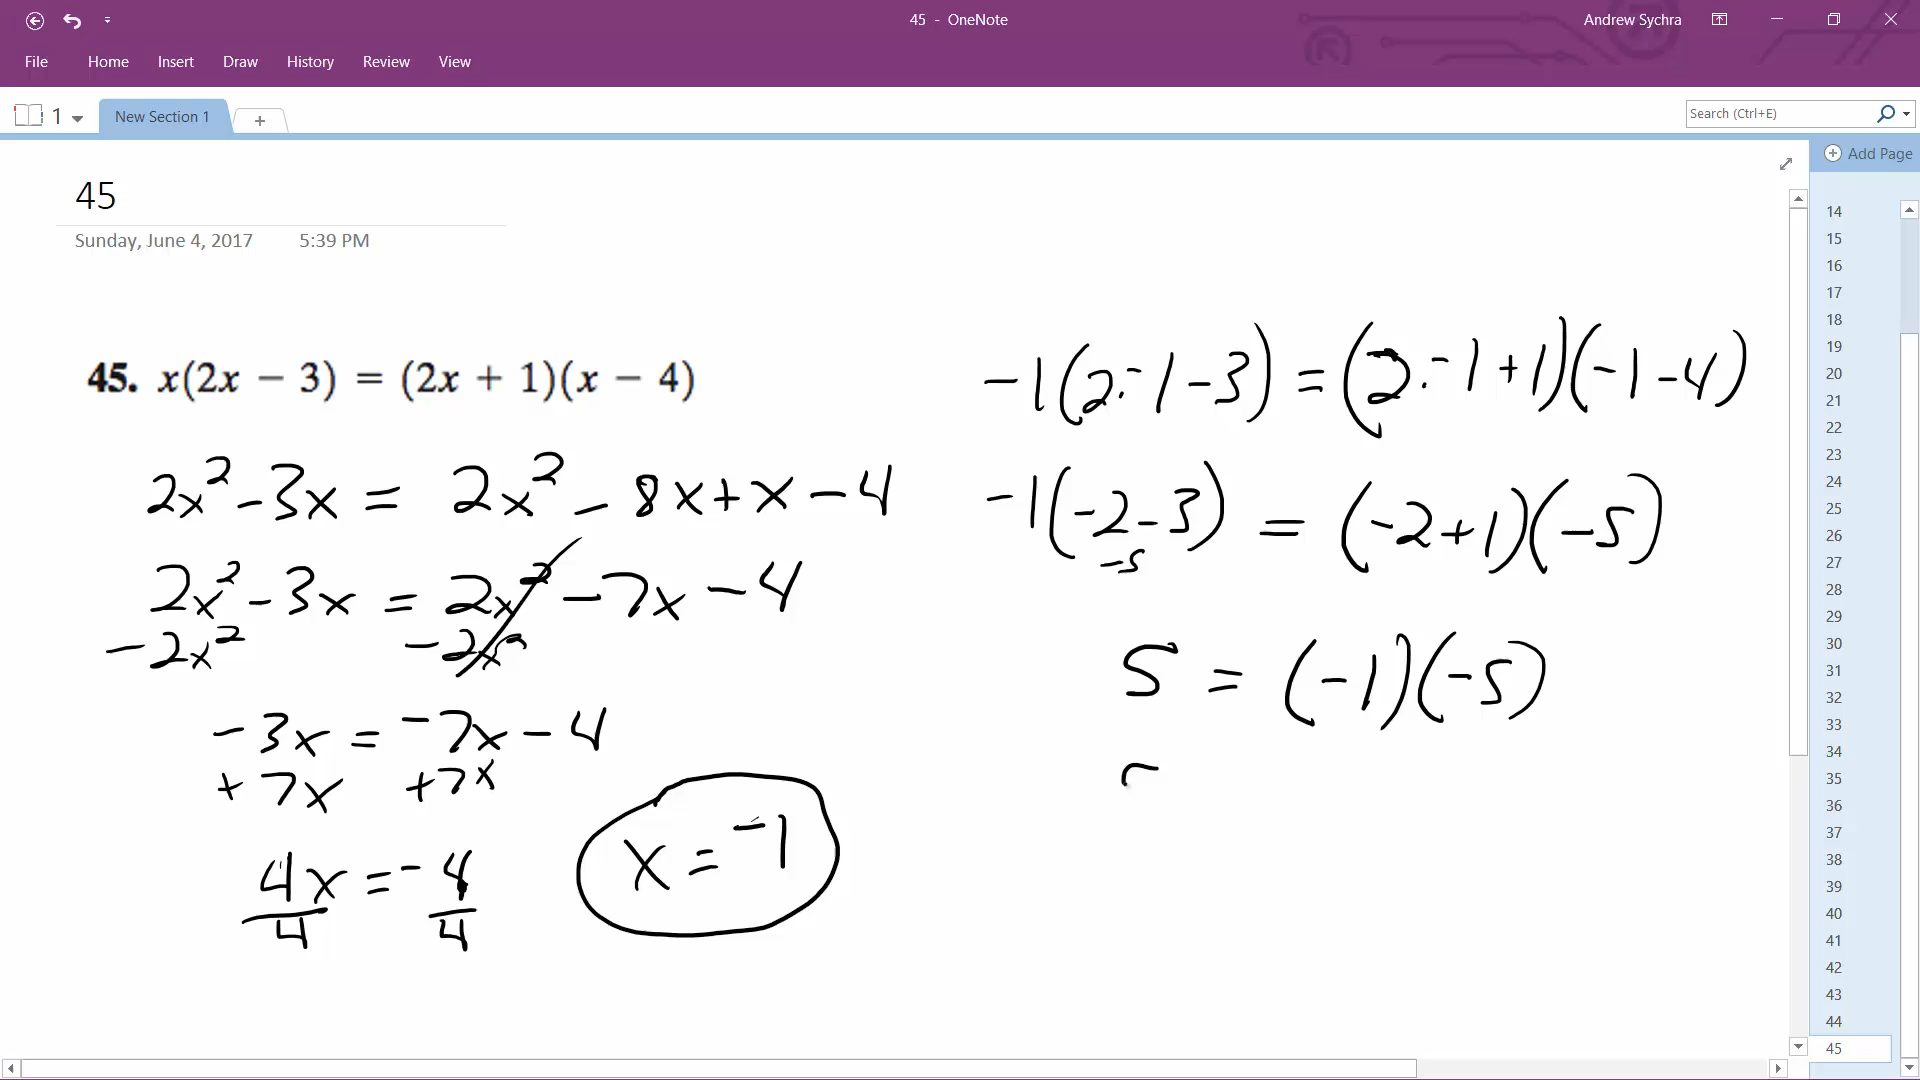 45 - OneNote
Andrew Sychra
File Home Insert Draw History Review View
1
New Section 1
+
Search (Ctrl+E)
Add Page
45
Sunday, June 4, 2017 5:39 PM
45. x(2x − 3) = (2x + 1)(x − 4)
2x² -3x = 2x² - 8x+x-4
2x² -3x = 2x² -7x -4
-2x² -2x²
-3x = -7x -4
+7x +7x
4x = -4
4 4
x = -1
-1(2·-1-3) = (2·-1+1)(-1-4)
-1(-2-3) = (-2+1)(-5)
-5
5 = (-1)(-5)
14
15
16
17
18
19
20
21
22
23
24
25
26
27
28
29
30
31
32
33
34
35
36
37
38
39
40
41
42
43
44
45